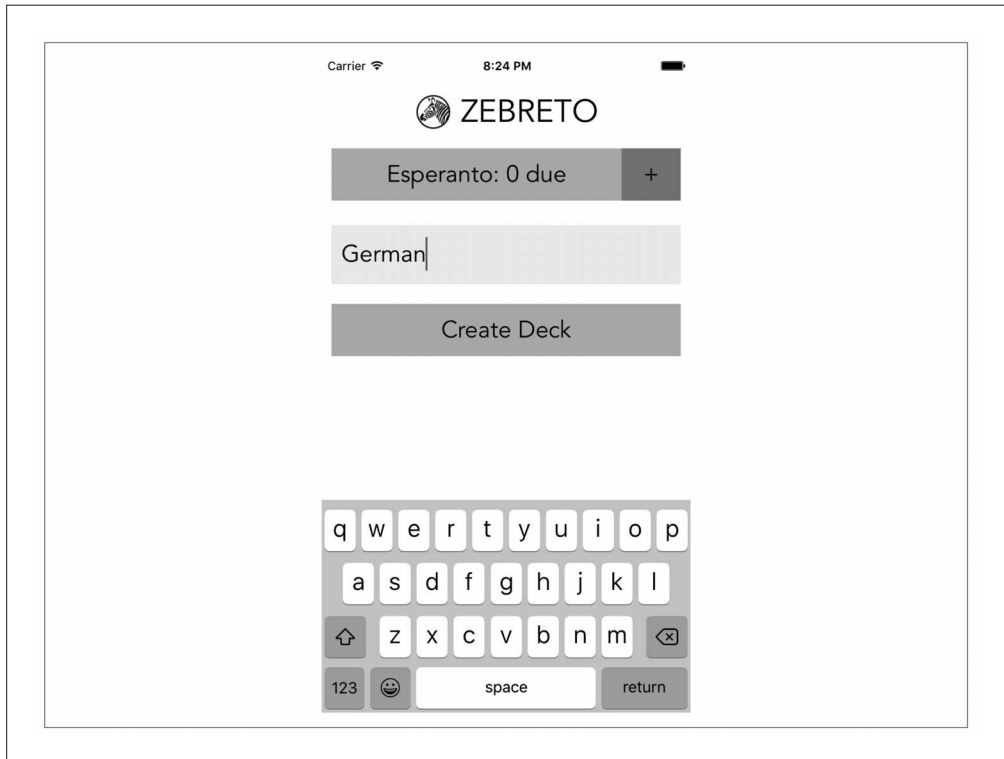 Carrier 8:24 PM
ZEBRETO
Esperanto: 0 due +
German
Create Deck
q w e r t y u i o p
a s d f g h j k l
z x c v b n m
123 space return